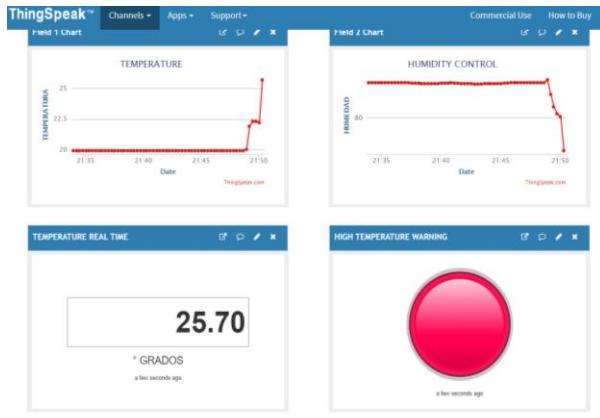 ThingSpeak™ Channels Apps Support Commercial Use How to Buy
Field 1 Chart
TEMPERATURE
TEMPERATURA
25
22.5
20
21:35 21:40 21:45 21:50
Date
ThingSpeak.com
Field 2 Chart
HUMIDITY CONTROL
HUMEDAD
80
21:35 21:40 21:45 21:50
Date
ThingSpeak.com
TEMPERATURE REAL TIME
25.70
° GRADOS
a few seconds ago
HIGH TEMPERATURE WARNING
a few seconds ago